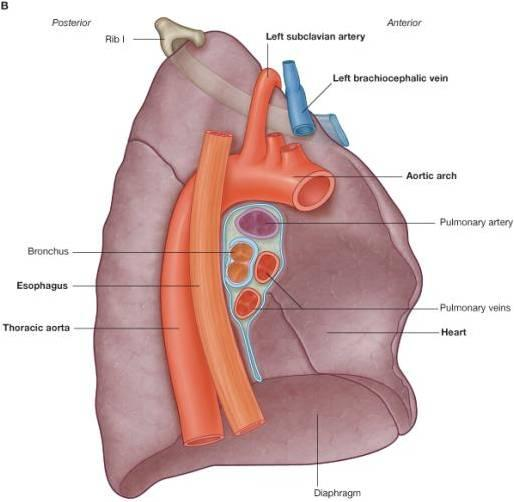 B
Posterior
Anterior
Rib I
Left subclavian artery
Left brachiocephalic vein
Aortic arch
Pulmonary artery
Bronchus
Esophagus
Pulmonary veins
Thoracic aorta
Heart
Diaphragm